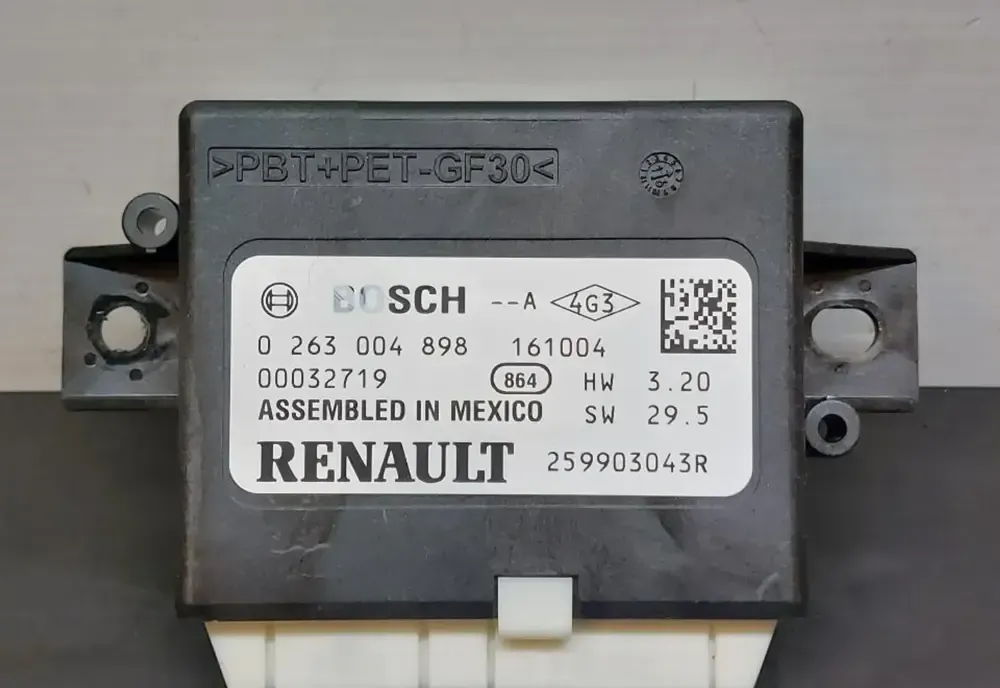 >PBT+PET-GF30<
BOSCH --A 4G3
0 263 004 898 161004
00032719 864 HW 3.20
ASSEMBLED IN MEXICO SW 29.5
RENAULT 259903043R